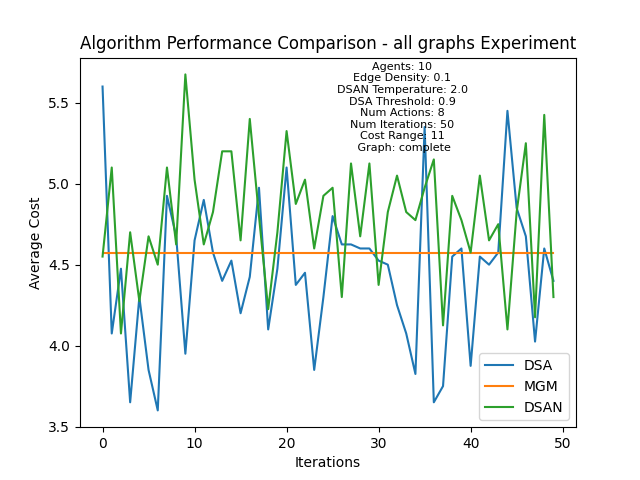 Algorithm Performance Comparison - all graphs Experiment
Agents: 10
Edge Density: 0.1
DSAN Temperature: 2.0
DSA Threshold: 0.9
Num Actions: 8
Num Iterations: 50
Cost Range: 11
Graph: complete
5.5
5.0
4.5
4.0
3.5
Average Cost
0
10
20
30
40
50
Iterations
DSA
MGM
DSAN